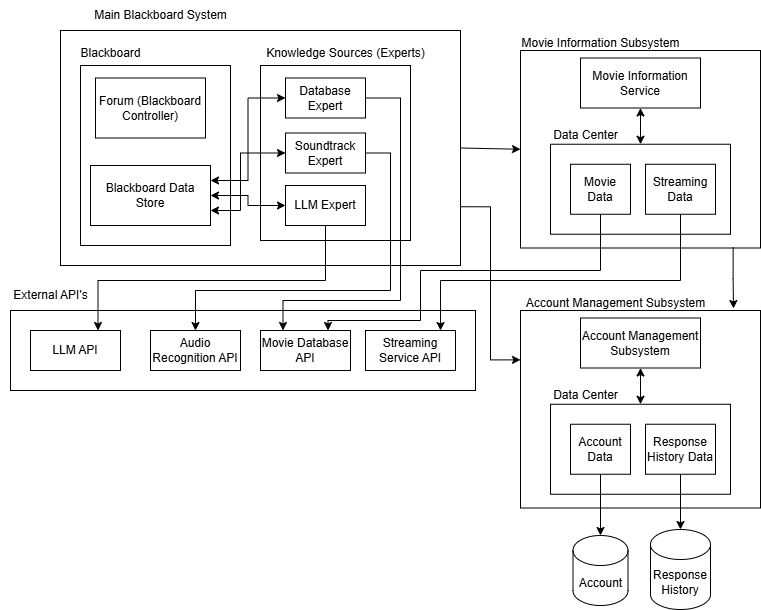 Main Blackboard System
Blackboard
Knowledge Sources (Experts)
Forum (Blackboard
Controller)
Blackboard Data
Store
Database
Expert
Soundtrack
Expert
LLM Expert
Movie Information Subsystem
Movie Information
Service
Data Center
Movie
Data
Streaming
Data
External API's
LLM API
Audio
Recognition API
Movie Database
API
Streaming
Service API
Account Management Subsystem
Account Management
Subsystem
Data Center
Account
Data
Response
History Data
Account
Response
History